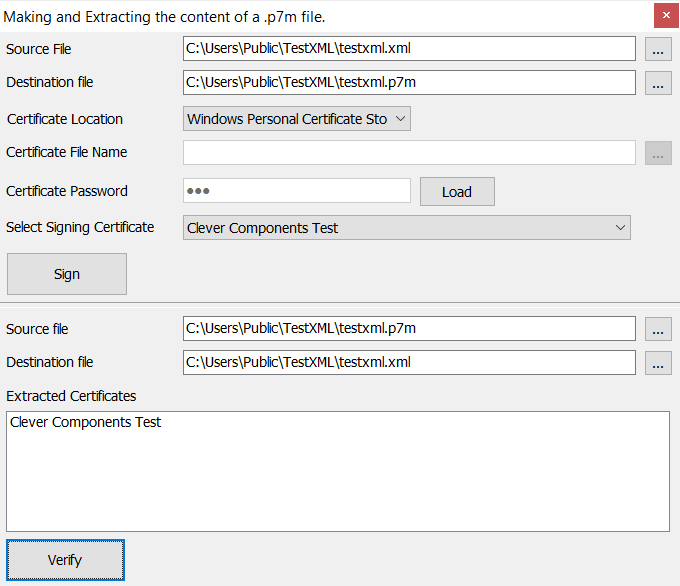 Making and Extracting the content of a .p7m file.
Source File C:\Users\Public\TestXML\testxml.xml ...
Destination file C:\Users\Public\TestXML\testxml.p7m ...
Certificate Location Windows Personal Certificate Sto
Certificate File Name ...
Certificate Password ●●● Load
Select Signing Certificate Clever Components Test
Sign
Source file C:\Users\Public\TestXML\testxml.p7m ...
Destination file C:\Users\Public\TestXML\testxml.xml ...
Extracted Certificates
Clever Components Test
Verify